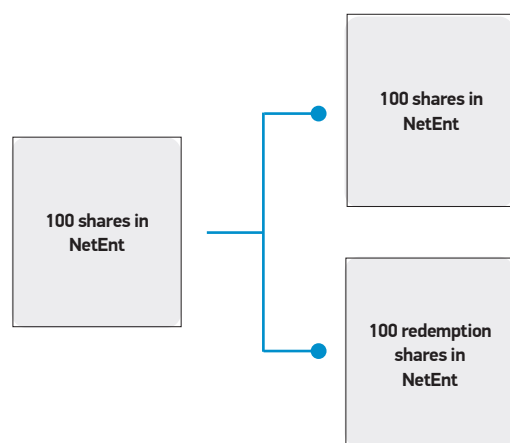 100 shares in
NetEnt
100 shares in
NetEnt
100 redemption
shares in
NetEnt